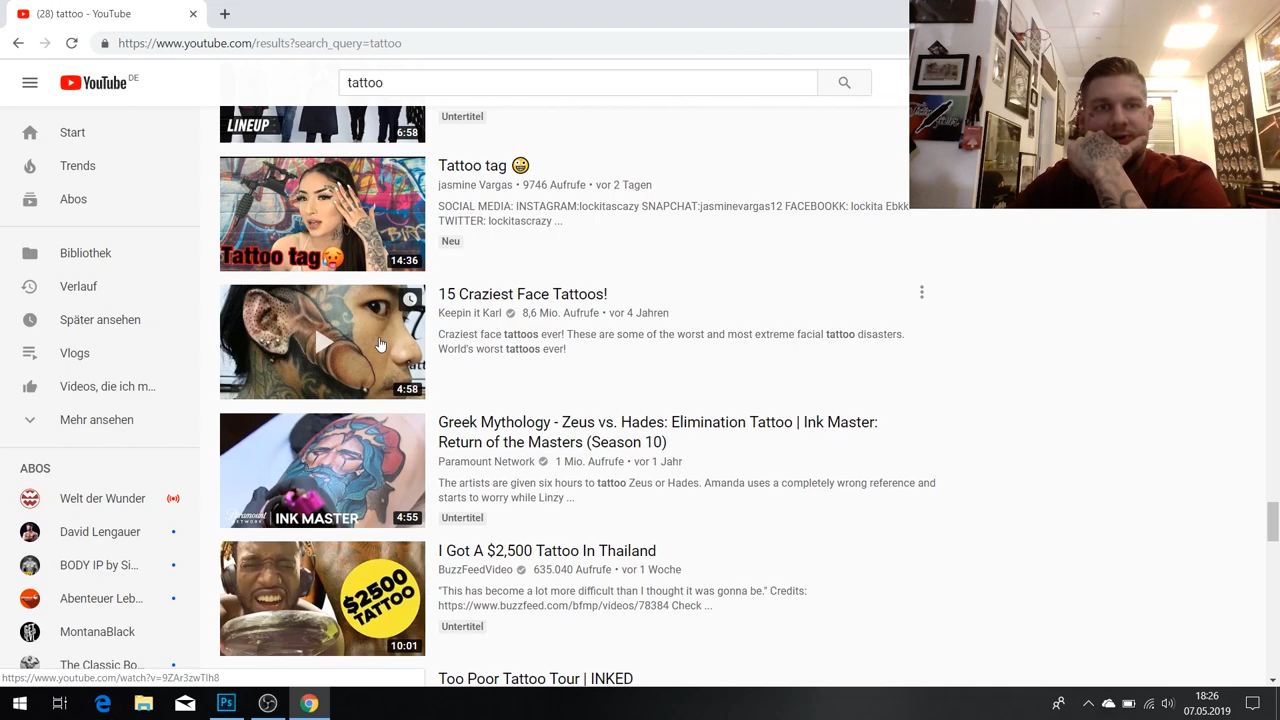 (28) tattoo - YouTube
https://www.youtube.com/results?search_query=tattoo
YouTube DE
tattoo
Start
Trends
Abos
Bibliothek
Verlauf
Später ansehen
Vlogs
Videos, die ich m...
Mehr ansehen
ABOS
Welt der Wunder
David Lengauer
BODY IP by Si...
Abenteuer Leb...
MontanaBlack
The Classic Bo...
LINEUP
6:58
Untertitel
Tattoo tag🥵
14:36
Tattoo tag 😀
jasmine Vargas • 9746 Aufrufe • vor 2 Tagen
SOCIAL MEDIA: INSTAGRAM:lockitascazy SNAPCHAT:jasminevargas12 FACEBOOKK: lockita Ebkk
TWITTER: lockitascrazy ...
Neu
4:58
15 Craziest Face Tattoos!
Keepin it Karl • 8,6 Mio. Aufrufe • vor 4 Jahren
Craziest face tattoos ever! These are some of the worst and most extreme facial tattoo disasters.
World's worst tattoos ever!
Paramount NETWORK | INK MASTER
4:55
Greek Mythology - Zeus vs. Hades: Elimination Tattoo | Ink Master:
Return of the Masters (Season 10)
Paramount Network 1 Mio. Aufrufe • vor 1 Jahr
The artists are given six hours to tattoo Zeus or Hades. Amanda uses a completely wrong reference and
starts to worry while Linzy ...
Untertitel
$2500
TATTOO
10:01
I Got A $2,500 Tattoo In Thailand
BuzzFeedVideo 635.040 Aufrufe • vor 1 Woche
"This has become a lot more difficult than I thought it was gonna be." Credits:
https://www.buzzfeed.com/bfmp/videos/78384 Check ...
Untertitel
Too Poor Tattoo Tour | INKED
https://www.youtube.com/watch?v=9ZAr3zwTlh8
Ps
18:26
07.05.2019